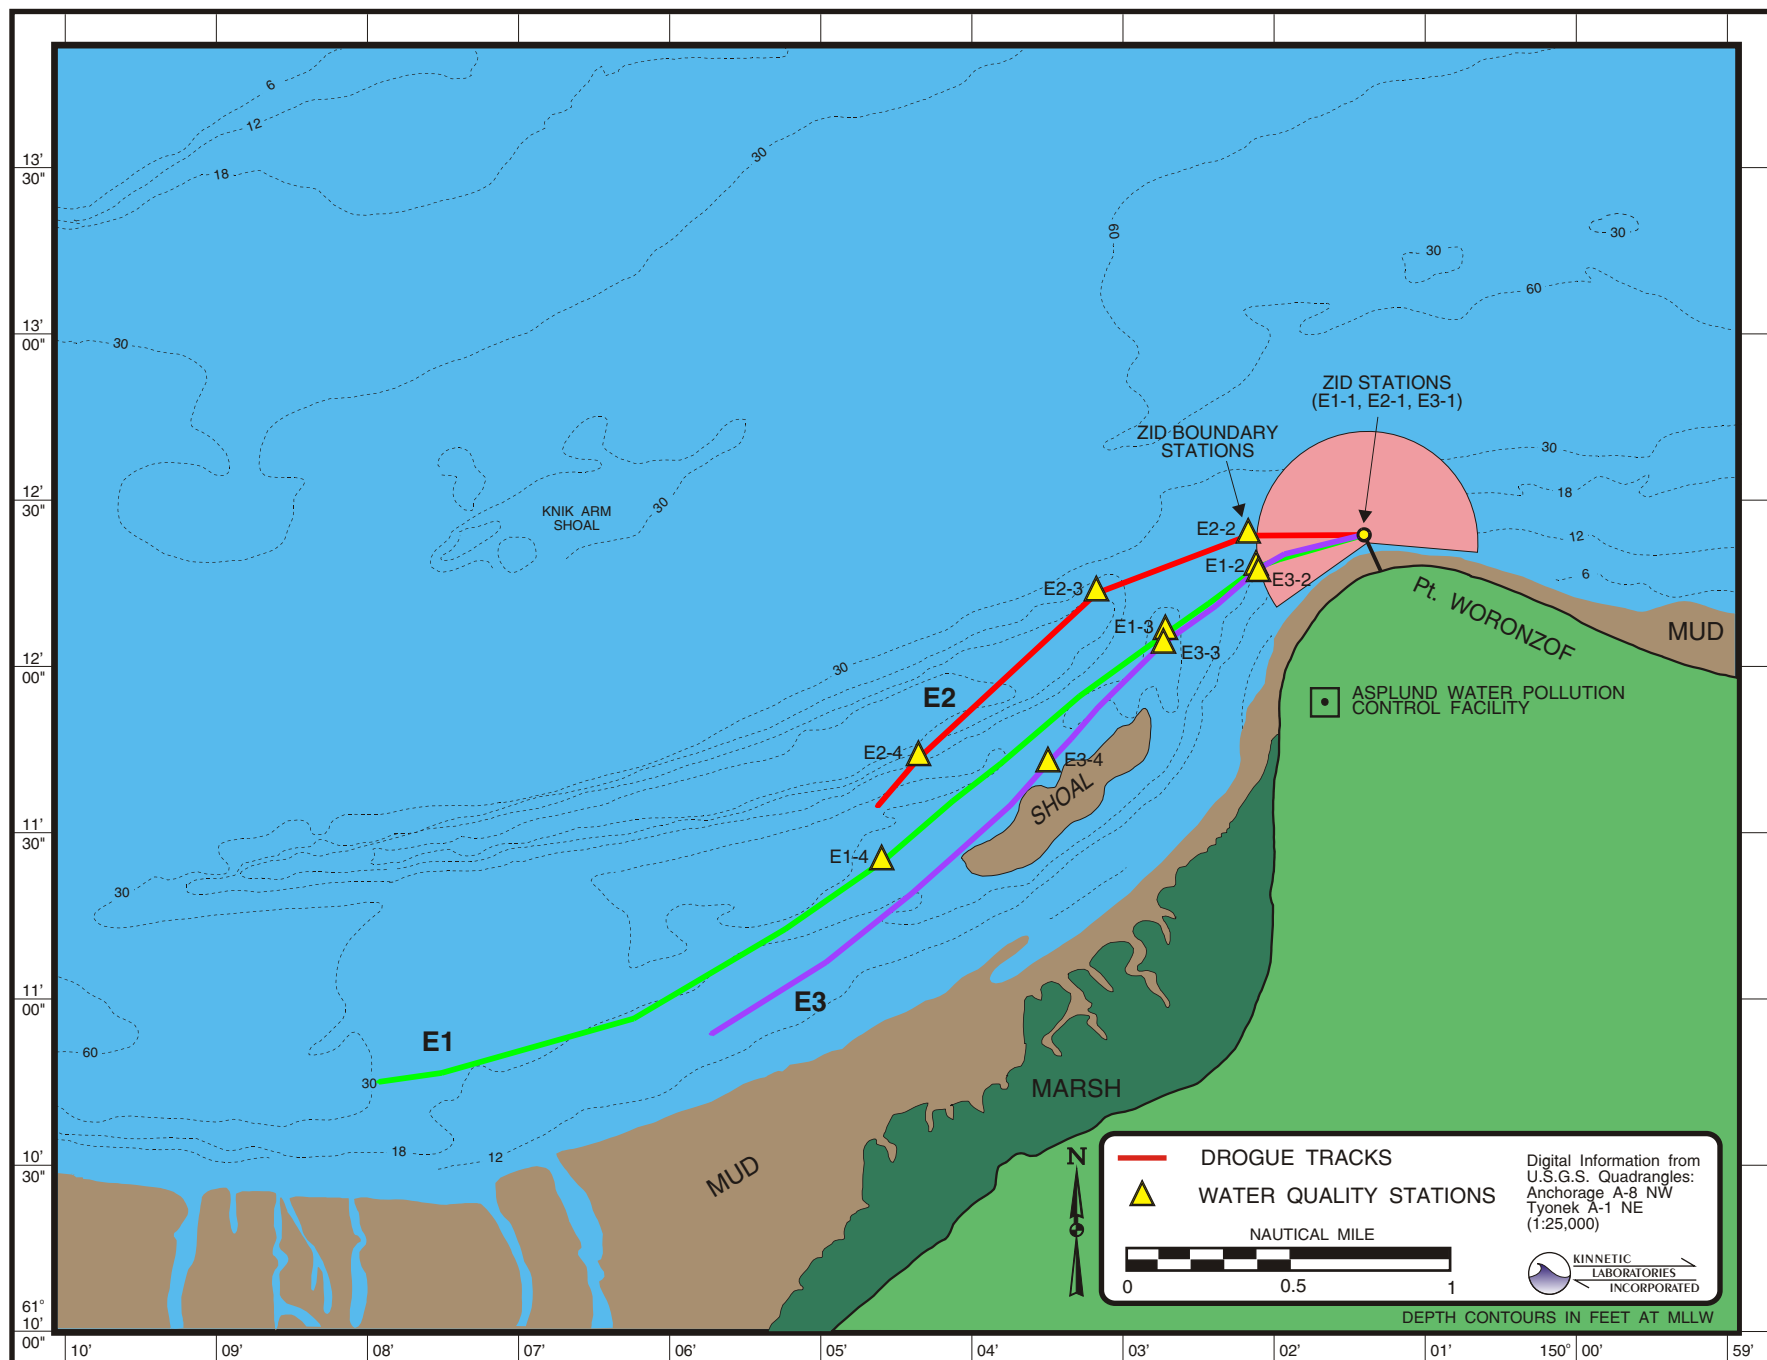 6
12
18
30
30
30
60
60
13'
30"
13'
00"
30
ZID STATIONS
(E1-1, E2-1, E3-1)
ZID BOUNDARY
STATIONS
30
18
12
6
12'
30"
KNIK ARM
SHOAL
30
E2-2
E1-2
E3-2
E2-3
E1-3
E3-3
Pt. WORONZOF
MUD
12'
00"
30
E2
ASPLUND WATER POLLUTION
CONTROL FACILITY
E2-4
E3-4
SHOAL
11'
30"
E1-4
30
11'
00"
E3
E1
60
30
MARSH
18
12
10'
30"
MUD
N
DROGUE TRACKS
WATER QUALITY STATIONS
NAUTICAL MILE
0 0.5 1
Digital Information from
U.S.G.S. Quadrangles:
Anchorage A-8 NW
Tyonek A-1 NE
(1:25,000)
KINNETIC
LABORATORIES
INCORPORATED
DEPTH CONTOURS IN FEET AT MLLW
61°
10'
00"
10' 09' 08' 07' 06' 05' 04' 03' 02' 01' 150° 00' 59'